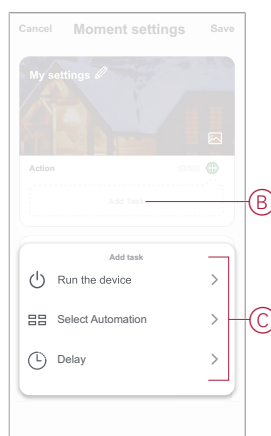 Cancel Moment settings Save
My settings
Action
Add Task
B
Add task
Run the device
Select Automation
C
Delay